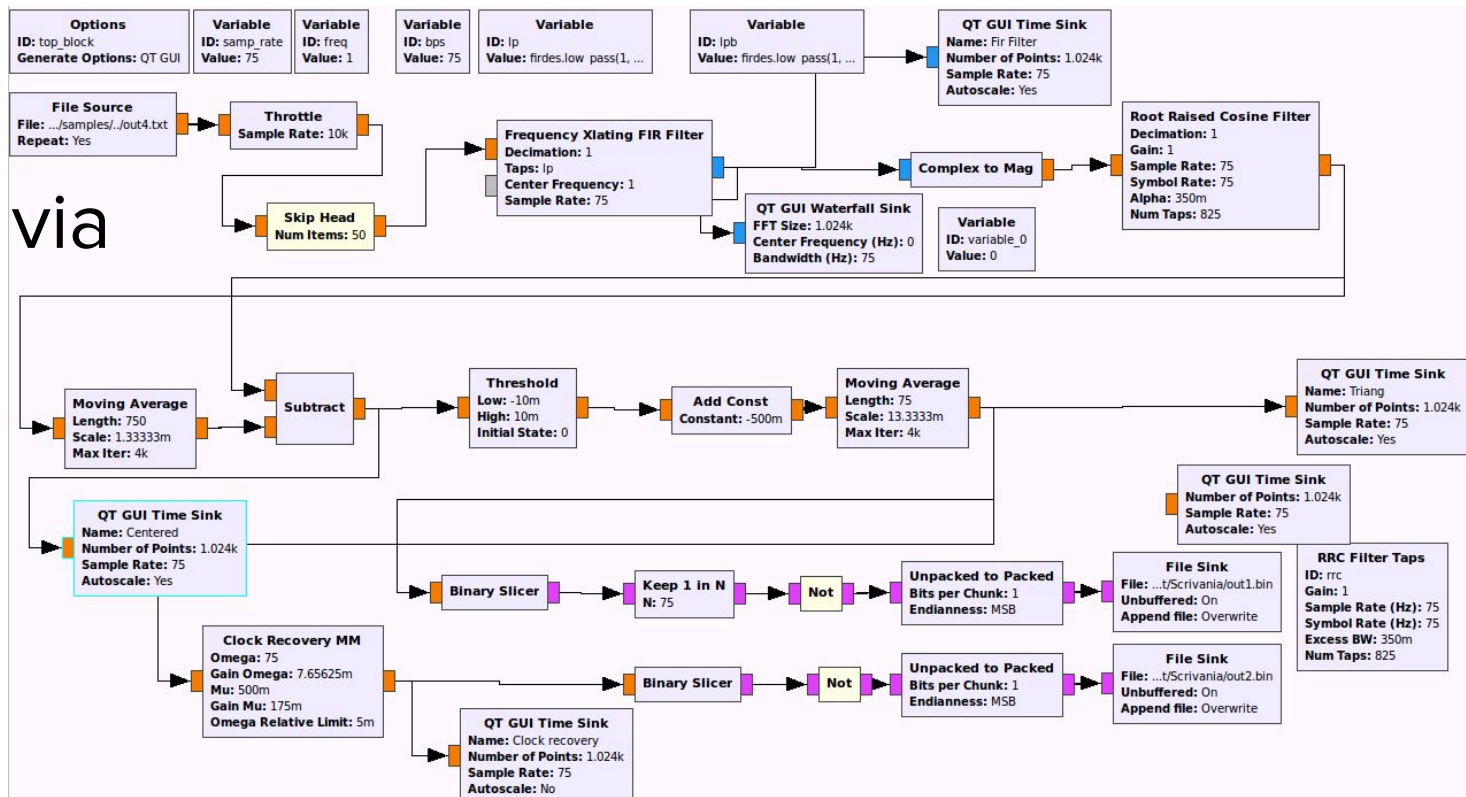 Options
ID: top_block
Generate Options: QT GUI
Variable
ID: samp_rate
Value: 75
Variable
ID: freq
Value: 1
Variable
ID: bps
Value: 75
Variable
ID: lp
Value: firdes.low_pass(1, ...
Variable
ID: lpb
Value: firdes.low_pass(1, ...
QT GUI Time Sink
Name: Fir Filter
Number of Points: 1.024k
Sample Rate: 75
Autoscale: Yes
File Source
File: .../samples/../out4.txt
Repeat: Yes
Throttle
Sample Rate: 10k
Frequency Xlating FIR Filter
Decimation: 1
Taps: lp
Center Frequency: 1
Sample Rate: 75
Complex to Mag
Root Raised Cosine Filter
Decimation: 1
Gain: 1
Sample Rate: 75
Symbol Rate: 75
Alpha: 350m
Num Taps: 825
via
Skip Head
Num Items: 50
QT GUI Waterfall Sink
FFT Size: 1.024k
Center Frequency (Hz): 0
Bandwidth (Hz): 75
Variable
ID: variable_0
Value: 0
Moving Average
Length: 750
Scale: 1.33333m
Max Iter: 4k
Subtract
Threshold
Low: -10m
High: 10m
Initial State: 0
Add Const
Constant: -500m
Moving Average
Length: 75
Scale: 13.3333m
Max Iter: 4k
QT GUI Time Sink
Name: Triang
Number of Points: 1.024k
Sample Rate: 75
Autoscale: Yes
QT GUI Time Sink
Number of Points: 1.024k
Sample Rate: 75
Autoscale: Yes
QT GUI Time Sink
Name: Centered
Number of Points: 1.024k
Sample Rate: 75
Autoscale: Yes
Binary Slicer
Keep 1 in N
N: 75
Not
Unpacked to Packed
Bits per Chunk: 1
Endianness: MSB
File Sink
File: ...t/Scrivania/out1.bin
Unbuffered: On
Append file: Overwrite
RRC Filter Taps
ID: rrc
Gain: 1
Sample Rate (Hz): 75
Symbol Rate (Hz): 75
Excess BW: 350m
Num Taps: 825
Clock Recovery MM
Omega: 75
Gain Omega: 7.65625m
Mu: 500m
Gain Mu: 175m
Omega Relative Limit: 5m
Binary Slicer
Not
Unpacked to Packed
Bits per Chunk: 1
Endianness: MSB
File Sink
File: ...t/Scrivania/out2.bin
Unbuffered: On
Append file: Overwrite
QT GUI Time Sink
Name: Clock recovery
Number of Points: 1.024k
Sample Rate: 75
Autoscale: No